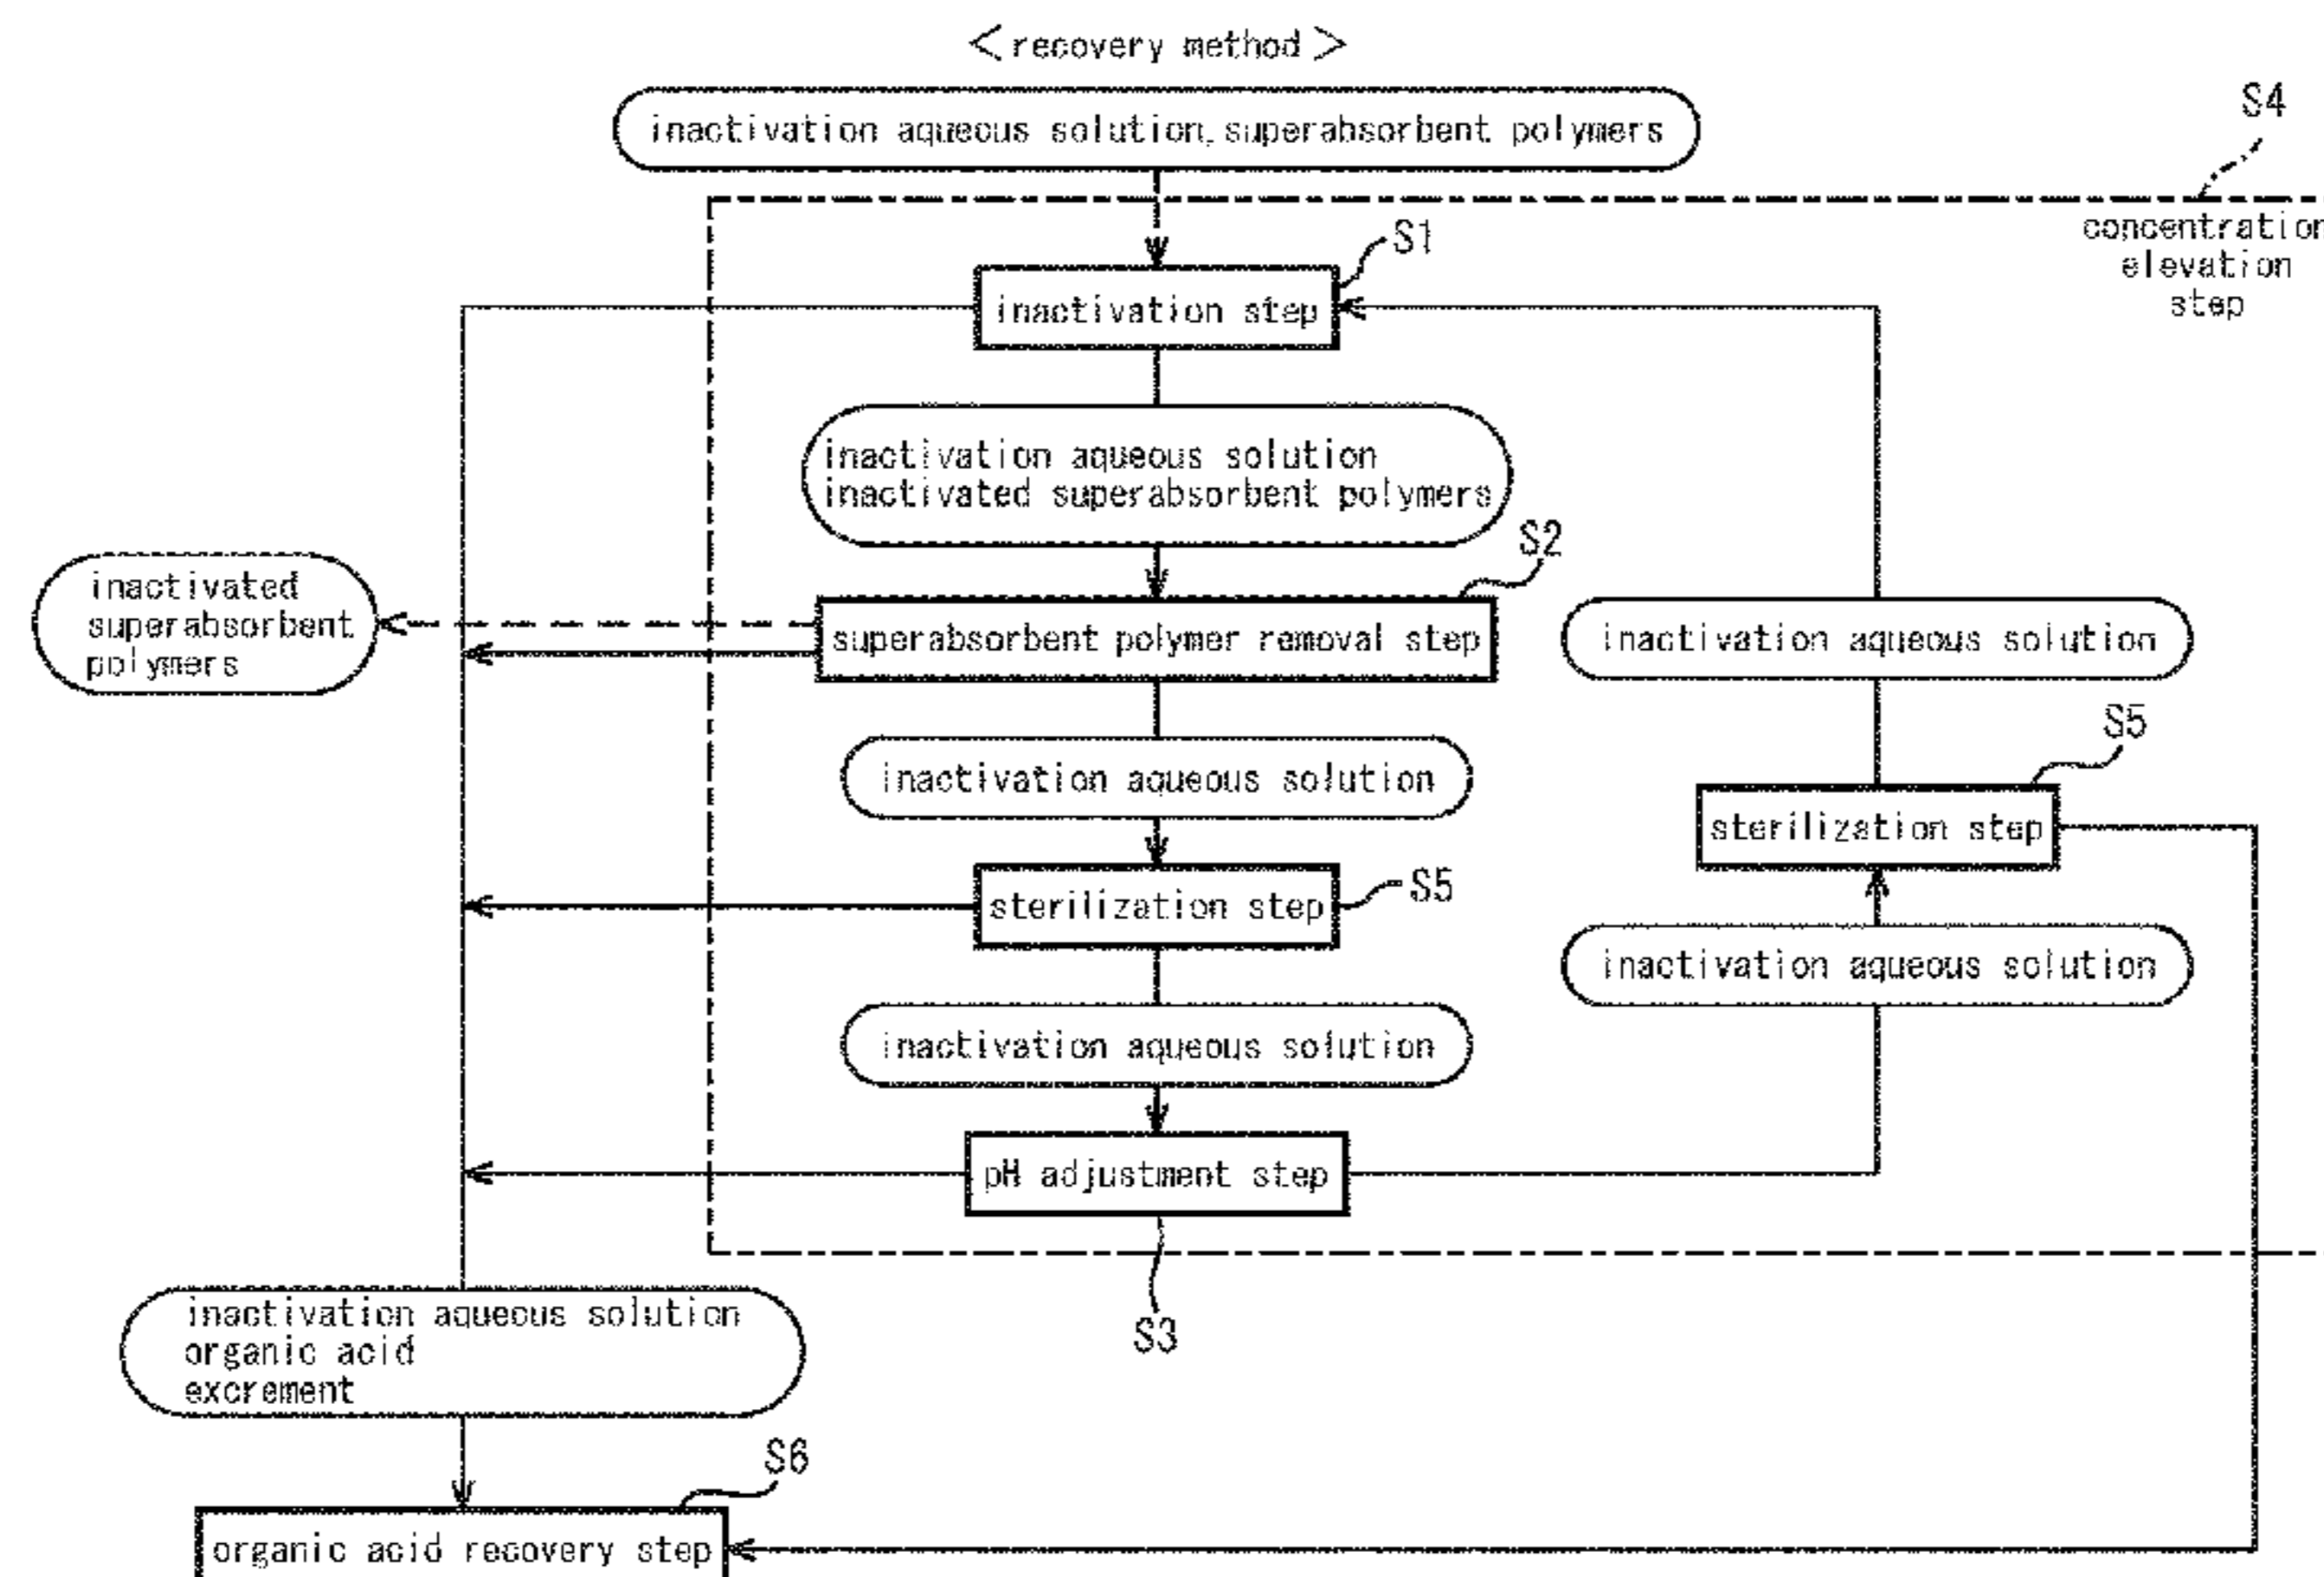 <recovery method>
inactivation aqueous solution, superabsorbent polymers
S4
concentration
elevation
step
S1
inactivation step
inactivation aqueous solution
inactivated superabsorbent polymers
S2
inactivated
superabsorbent
polymers
superabsorbent polymer removal step
inactivation aqueous solution
S5
inactivation aqueous solution
sterilization step
S5
sterilization step
inactivation aqueous solution
inactivation aqueous solution
pH adjustment step
S3
inactivation aqueous solution
organic acid
excrement
S6
organic acid recovery step